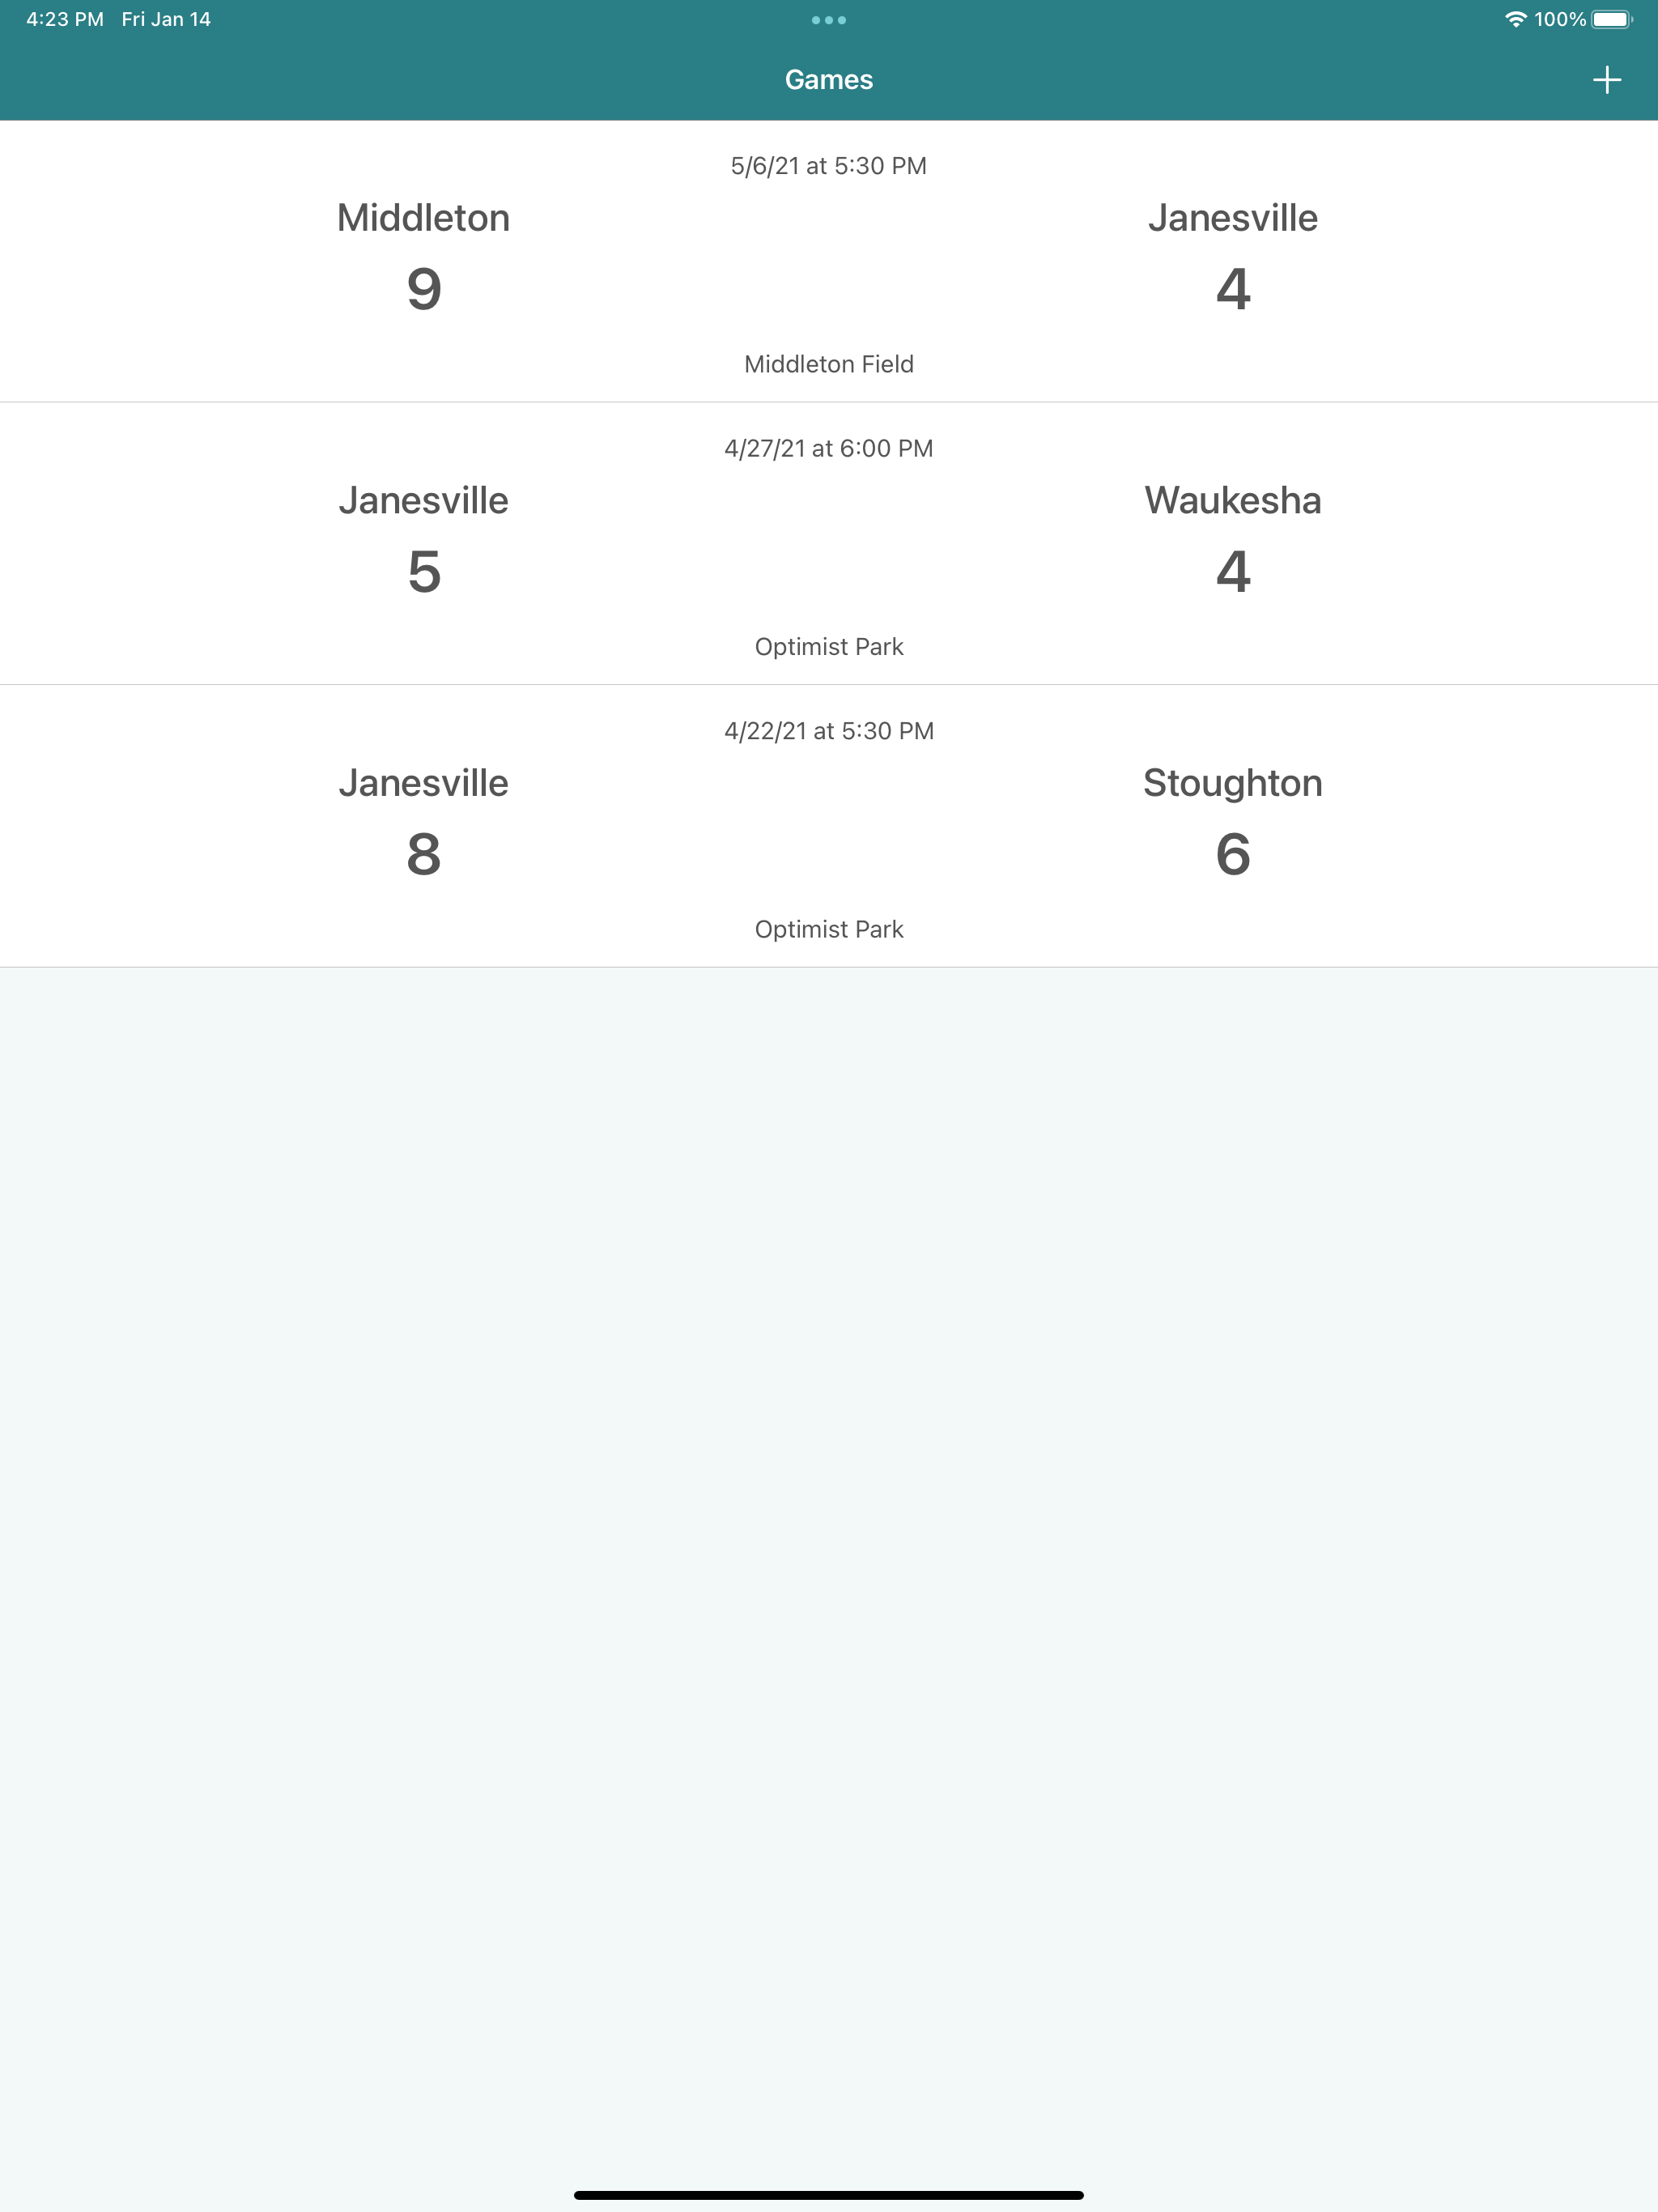 4:23 PM Fri Jan 14 100%
Games
5/6/21 at 5:30 PM
Middleton Janesville
9 4
Middleton Field
4/27/21 at 6:00 PM
Janesville Waukesha
5 4
Optimist Park
4/22/21 at 5:30 PM
Janesville Stoughton
8 6
Optimist Park